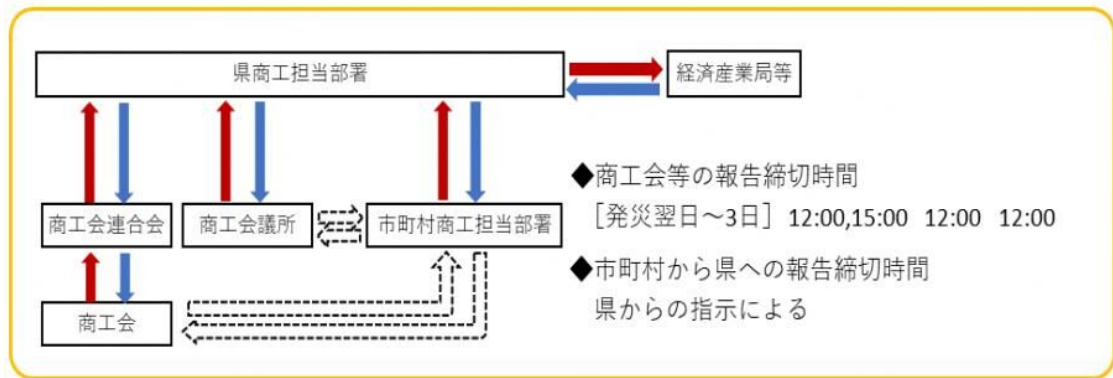 県商工担当部署
経済産業局等
商工会連合会
商工会議所
市町村商工担当部署
商工会
◆商工会等の報告締切時間
［発災翌日～3日］ 12:00,15:00 12:00 12:00
◆市町村から県への報告締切時間
県からの指示による